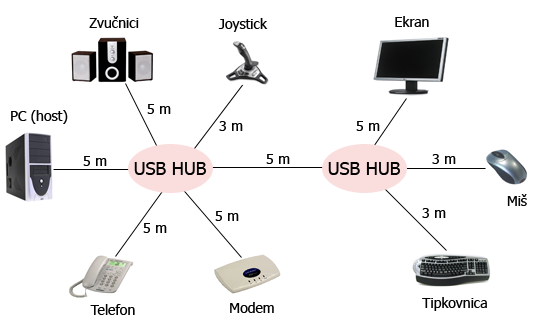 Zvučnici
Joystick
Ekran
PC (host)
5 m
3 m
5 m
5 m
USB HUB
5 m
USB HUB
3 m
Miš
5 m
5 m
3 m
Telefon
Modem
Tipkovnica